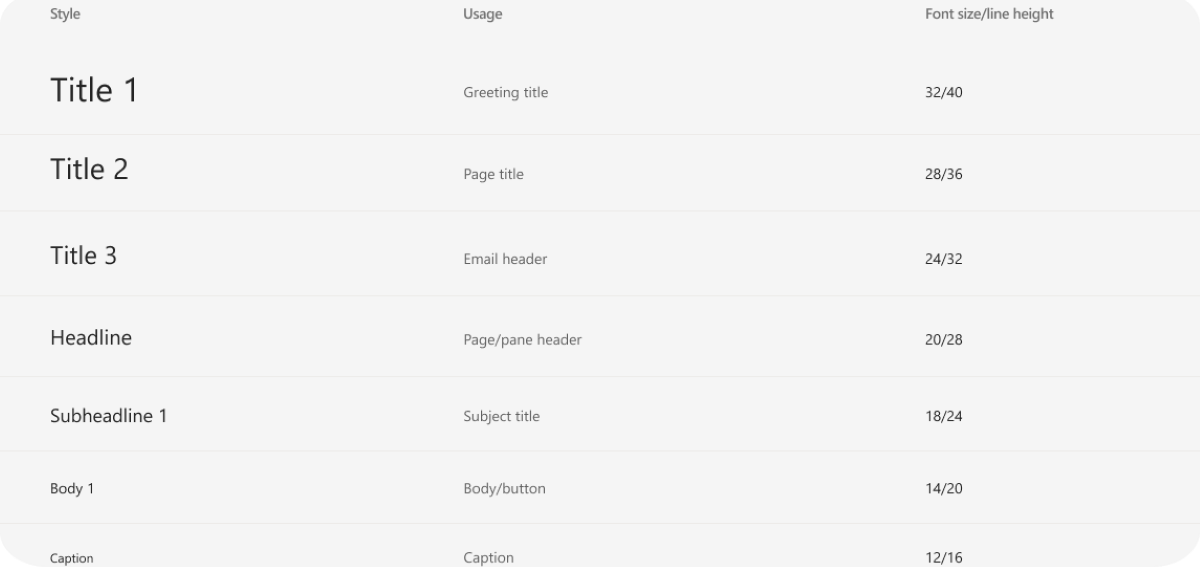 Style Usage Font size/line height
Title 1 Greeting title 32/40
Title 2 Page title 28/36
Title 3 Email header 24/32
Headline Page/pane header 20/28
Subheadline 1 Subject title 18/24
Body 1 Body/button 14/20
Caption Caption 12/16